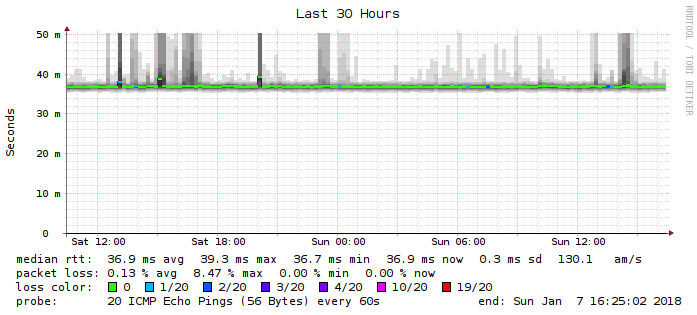 Last 30 Hours
RRDTOOL / TOBI OETIKER
Seconds
50 m
40 m
30 m
20 m
10 m
0
Sat 12:00 Sat 18:00 Sun 00:00 Sun 06:00 Sun 12:00
median rtt: 36.9 ms avg 39.3 ms max 36.7 ms min 36.9 ms now 0.3 ms sd 130.1 am/s
packet loss: 0.13 % avg 8.47 % max 0.00 % min 0.00 % now
loss color: 0 1/20 2/20 3/20 4/20 10/20 19/20
probe: 20 ICMP Echo Pings (56 Bytes) every 60s end: Sun Jan 7 16:25:02 2018